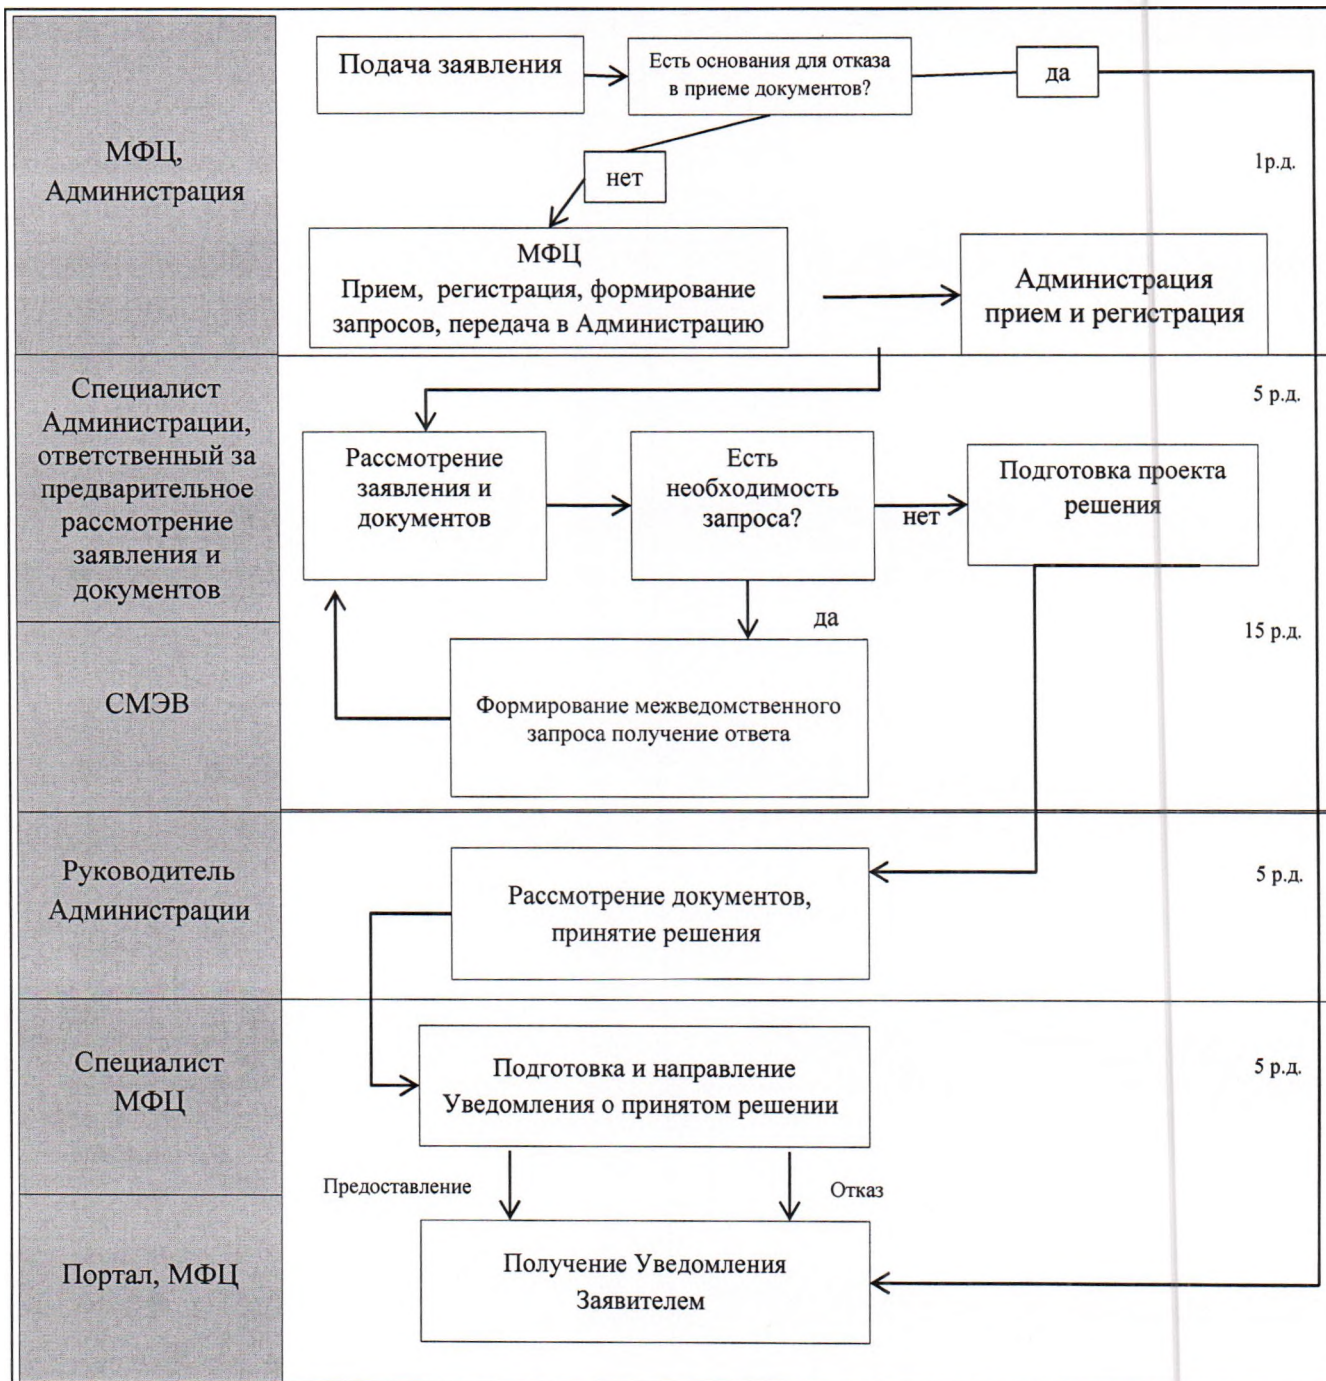 МФЦ,
Администрация
Подача заявления
Есть основания для отказа
в приеме документов?
да
нет
1р.д.
МФЦ
Прием, регистрация, формирование
запросов, передача в Администрацию
Администрация
прием и регистрация
Специалист
Администрации,
ответственный за
предварительное
рассмотрение
заявления и
документов
5 р.д.
Рассмотрение
заявления и
документов
Есть
необходимость
запроса?
нет
Подготовка проекта
решения
да
15 р.д.
СМЭВ
Формирование межведомственного
запроса получение ответа
Руководитель
Администрации
Рассмотрение документов,
принятие решения
5 р.д.
Специалист
МФЦ
Подготовка и направление
Уведомления о принятом решении
5 р.д.
Предоставление
Отказ
Портал, МФЦ
Получение Уведомления
Заявителем